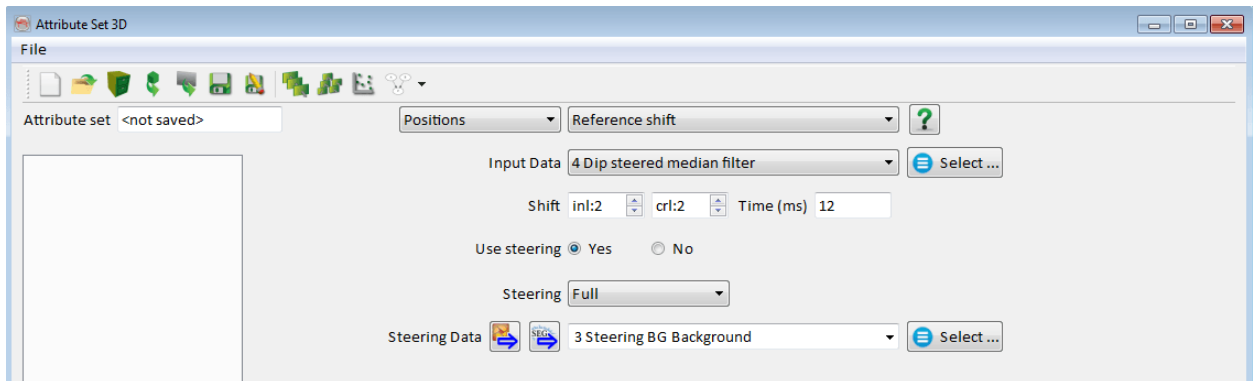 Attribute Set 3D
File
Attribute set <not saved> Positions Reference shift ?
Input Data 4 Dip steered median filter Select ...
Shift inl:2 crl:2 Time (ms) 12
Use steering Yes No
Steering Full
Steering Data SEG 3 Steering BG Background Select ...